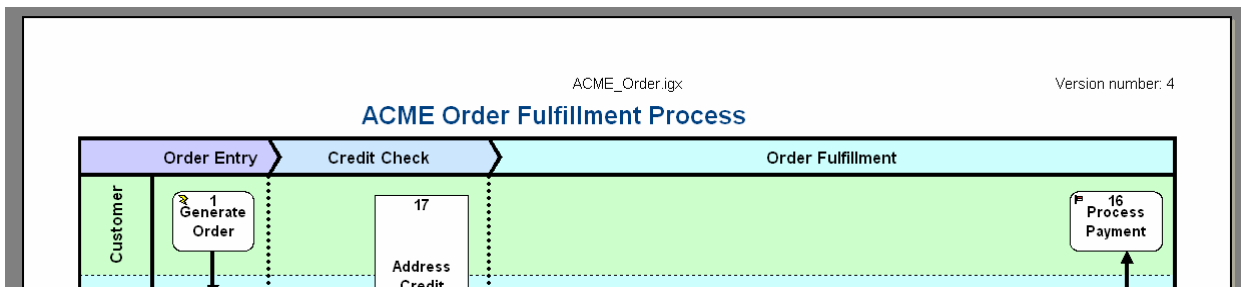 ACME_Order.igx
Version number: 4
ACME Order Fulfillment Process
Order Entry
Credit Check
Order Fulfillment
Customer
1
Generate
Order
17
Address
Credit
16
Process
Payment